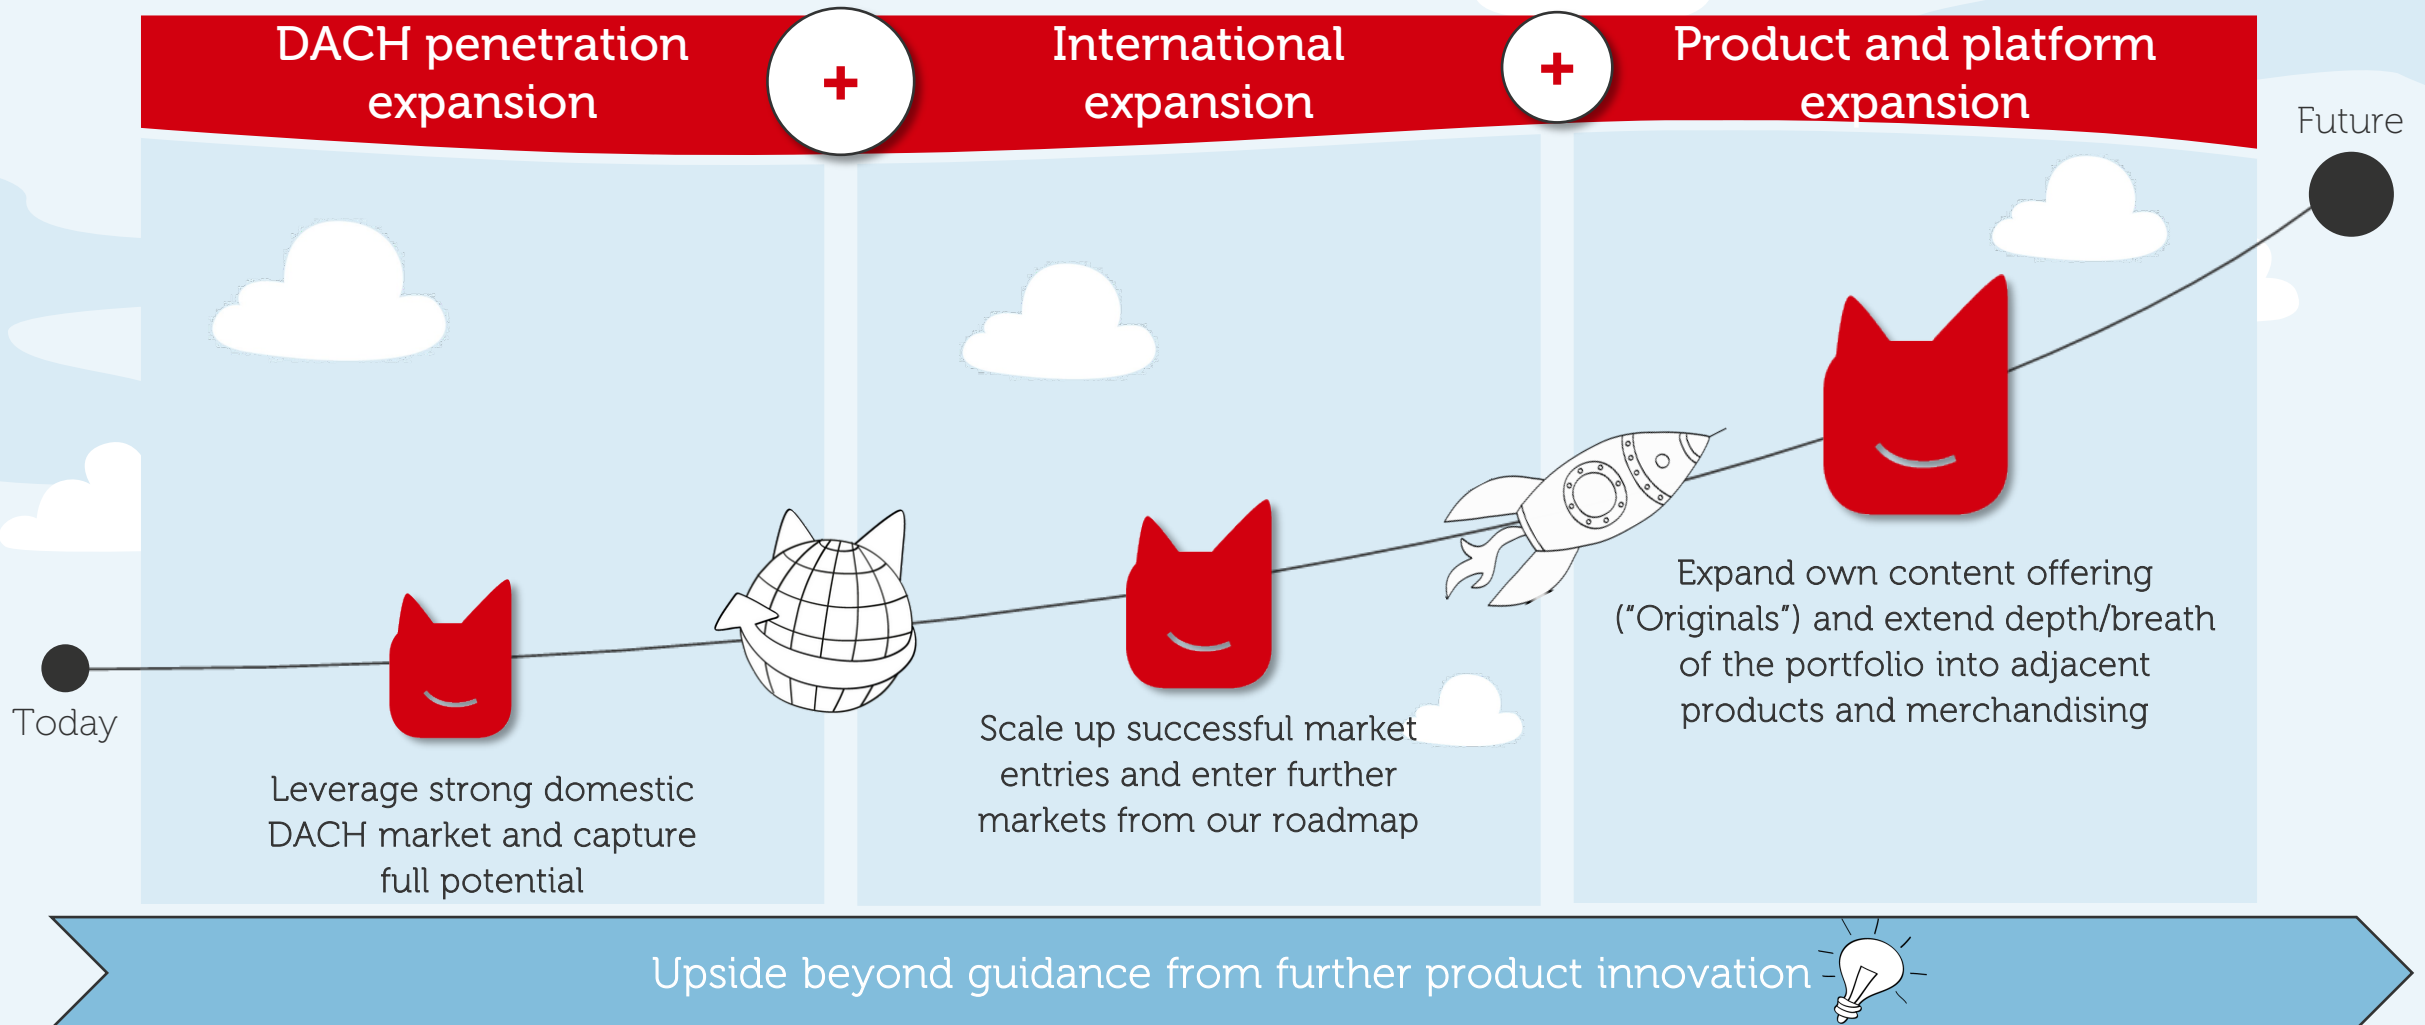 DACH penetration
expansion
+
International
expansion
+
Product and platform
expansion
Future
Today
Leverage strong domestic
DACH market and capture
full potential
Scale up successful market
entries and enter further
markets from our roadmap
Expand own content offering
(“Originals”) and extend depth/breath
of the portfolio into adjacent
products and merchandising
Upside beyond guidance from further product innovation